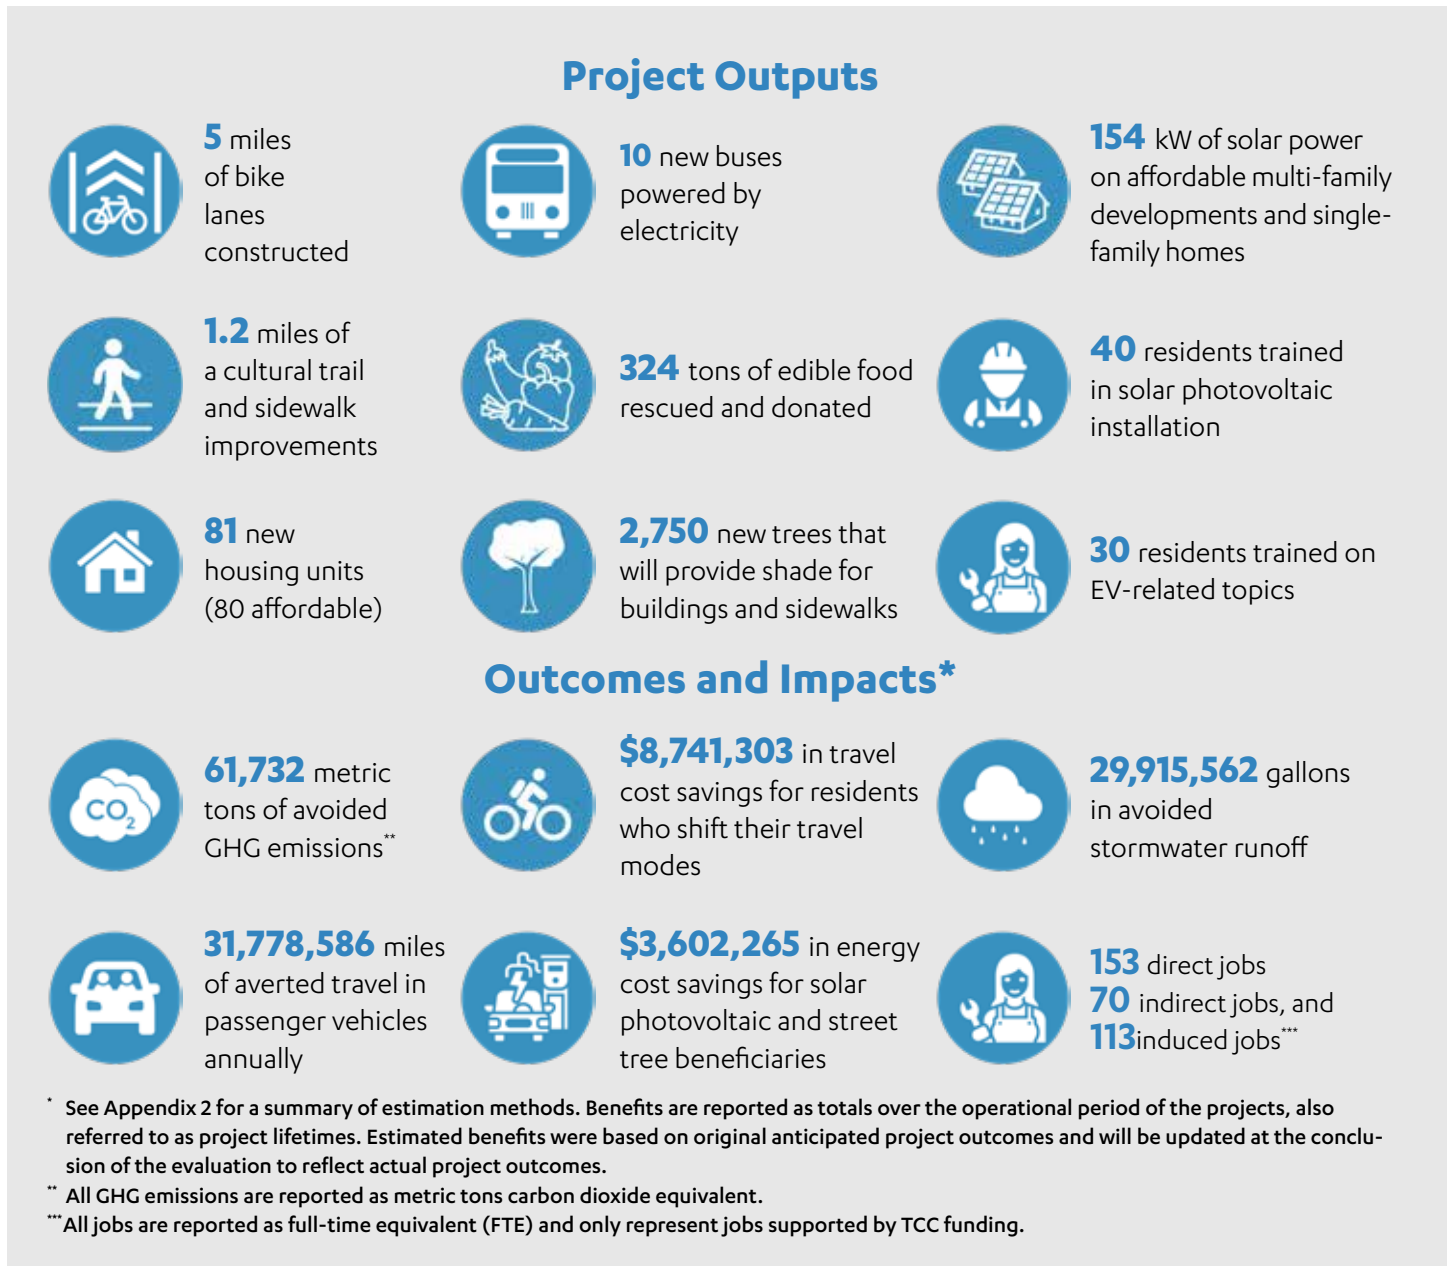 Project Outputs
5 miles
of bike
lanes
constructed
10 new buses
powered by
electricity
154 kW of solar power
on affordable multi-family
developments and single-
family homes
1.2 miles of
a cultural trail
and sidewalk
improvements
324 tons of edible food
rescued and donated
40 residents trained
in solar photovoltaic
installation
81 new
housing units
(80 affordable)
2,750 new trees that
will provide shade for
buildings and sidewalks
30 residents trained on
EV-related topics
Outcomes and Impacts*
CO2
61,732 metric
tons of avoided
GHG emissions**
$8,741,303 in travel
cost savings for residents
who shift their travel
modes
29,915,562 gallons
in avoided
stormwater runoff
31,778,586 miles
of averted travel in
passenger vehicles
annually
$3,602,265 in energy
cost savings for solar
photovoltaic and street
tree beneficiaries
153 direct jobs
70 indirect jobs, and
113induced jobs***
* See Appendix 2 for a summary of estimation methods. Benefits are reported as totals over the operational period of the projects, also
referred to as project lifetimes. Estimated benefits were based on original anticipated project outcomes and will be updated at the conclu-
sion of the evaluation to reflect actual project outcomes.
** All GHG emissions are reported as metric tons carbon dioxide equivalent.
***All jobs are reported as full-time equivalent (FTE) and only represent jobs supported by TCC funding.